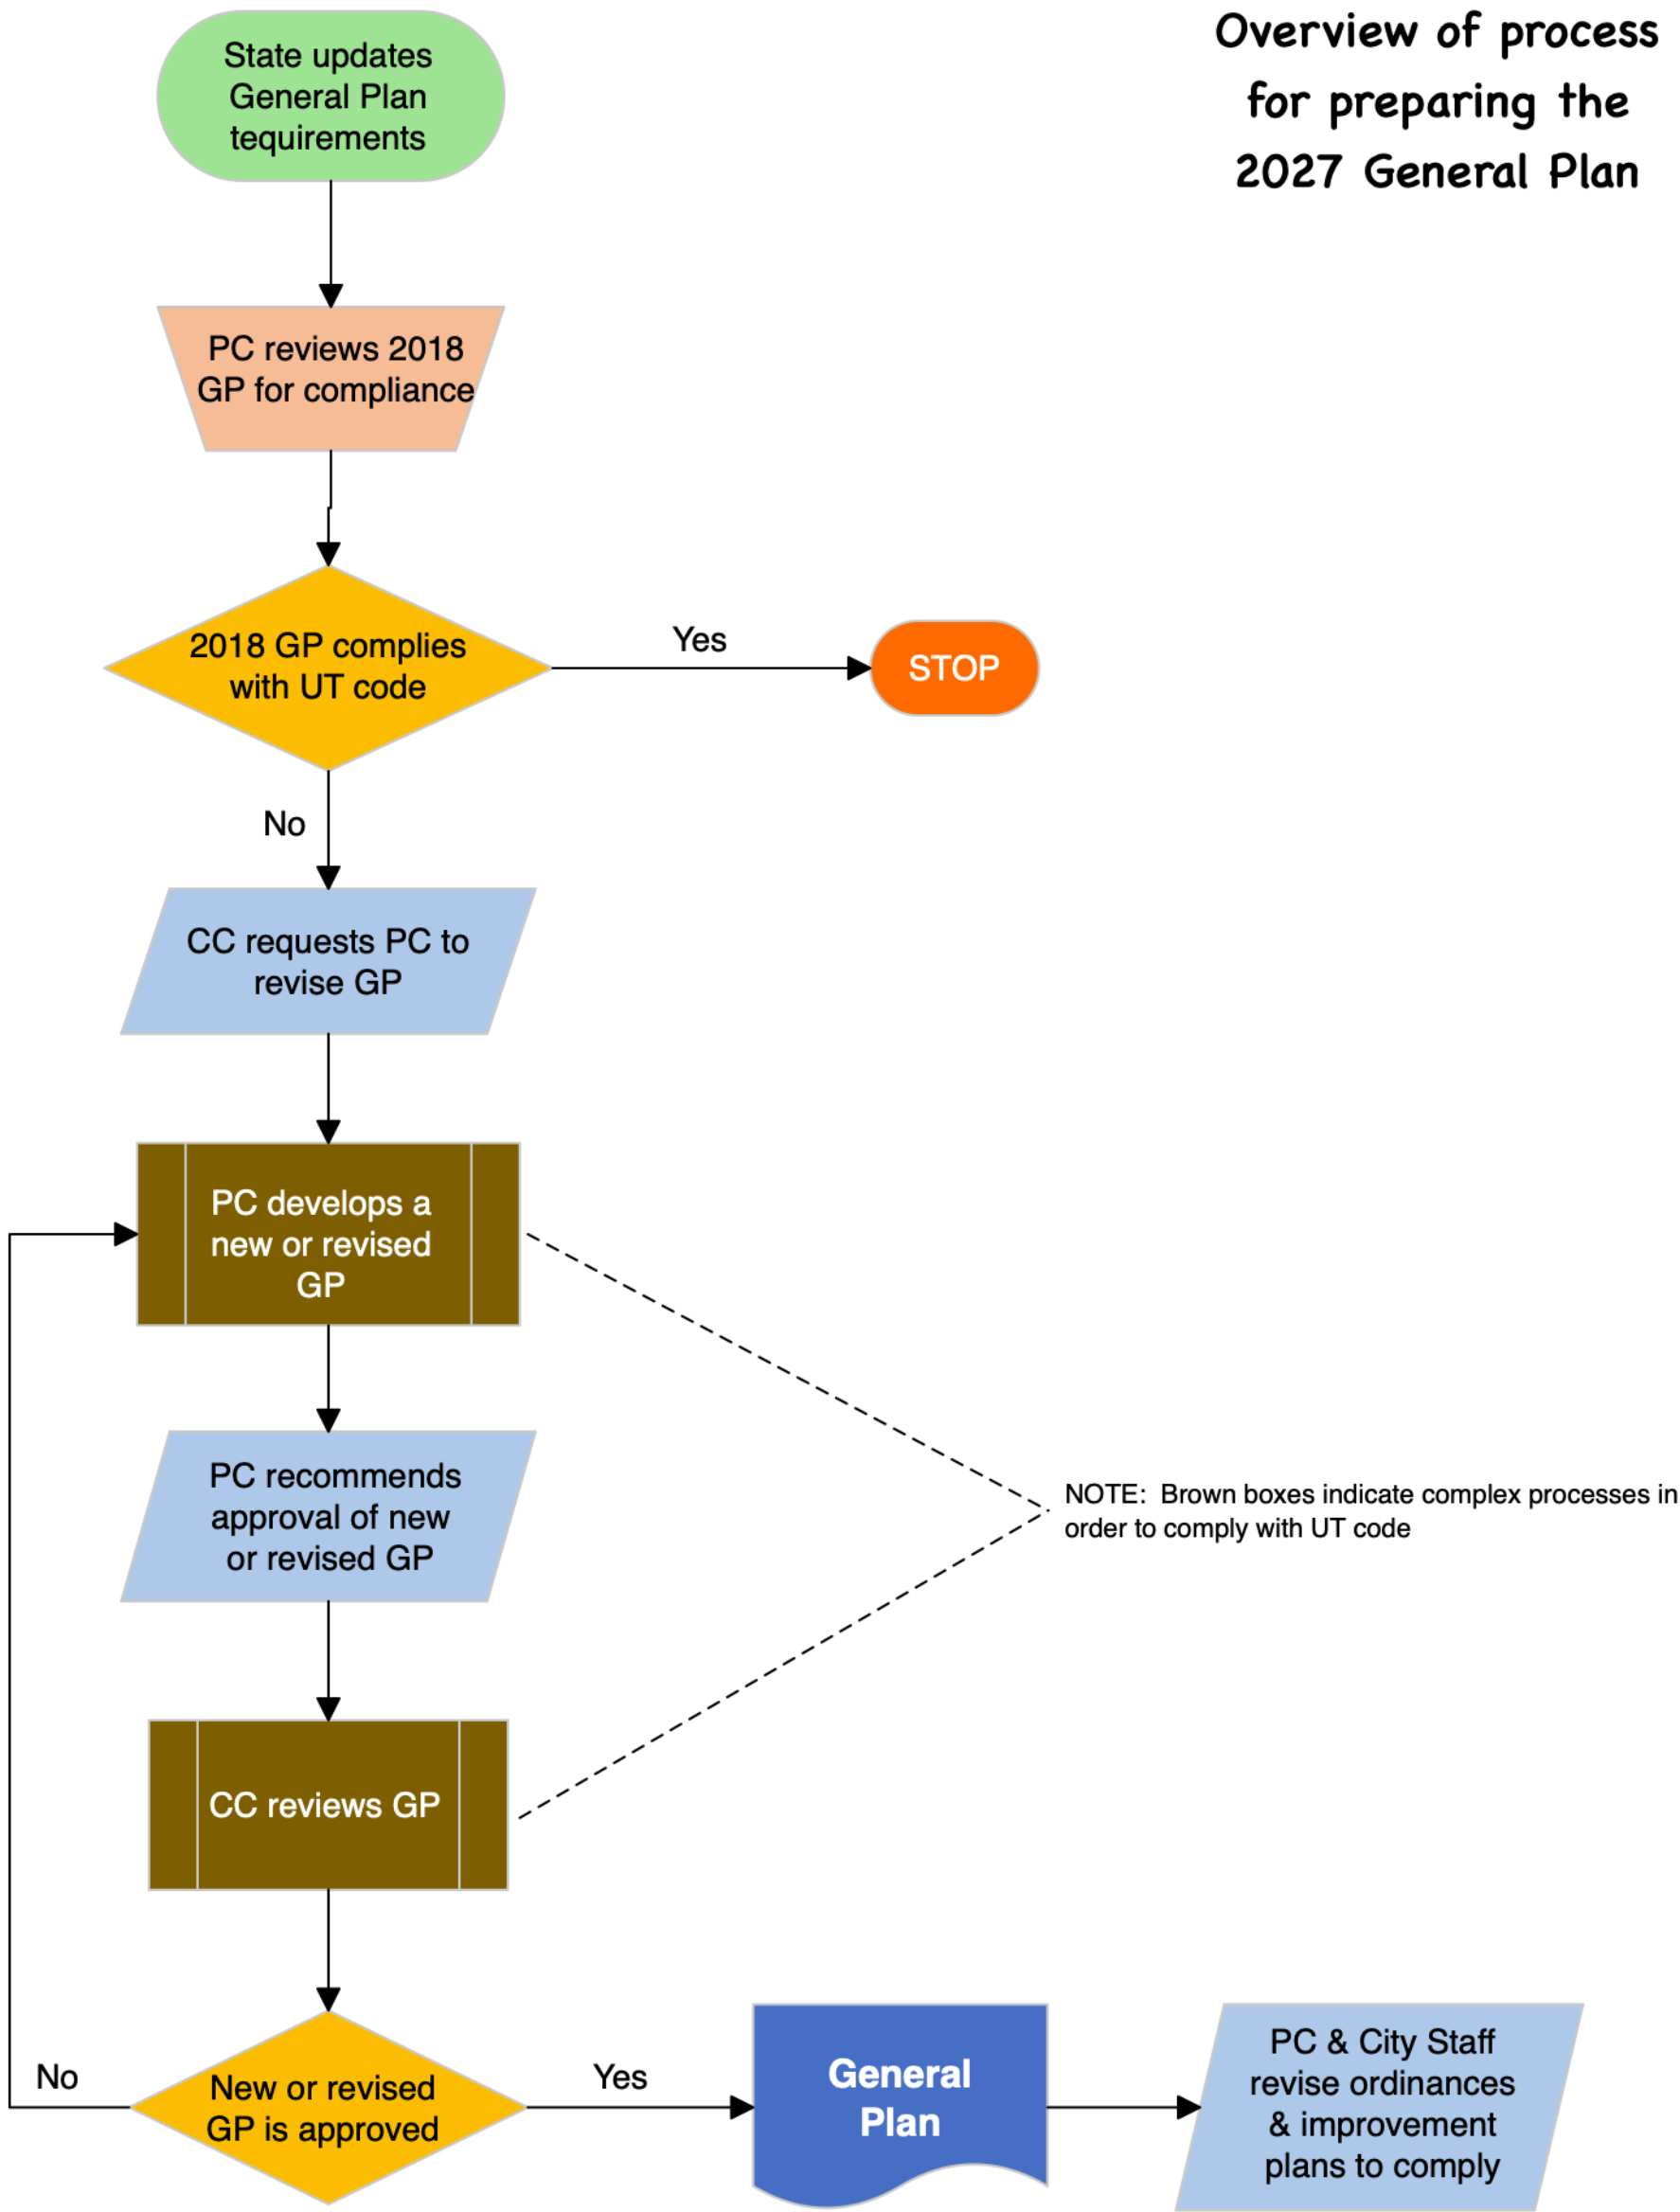 Overview of process
for preparing the
2027 General Plan
State updates
General Plan
tequirements
PC reviews 2018
GP for compliance
2018 GP complies
with UT code
Yes
STOP
No
CC requests PC to
revise GP
PC develops a
new or revised
GP
PC recommends
approval of new
or revised GP
NOTE:  Brown boxes indicate complex processes in
order to comply with UT code
CC reviews GP
New or revised
GP is approved
No
Yes
General
Plan
PC & City Staff
revise ordinances
& improvement
plans to comply